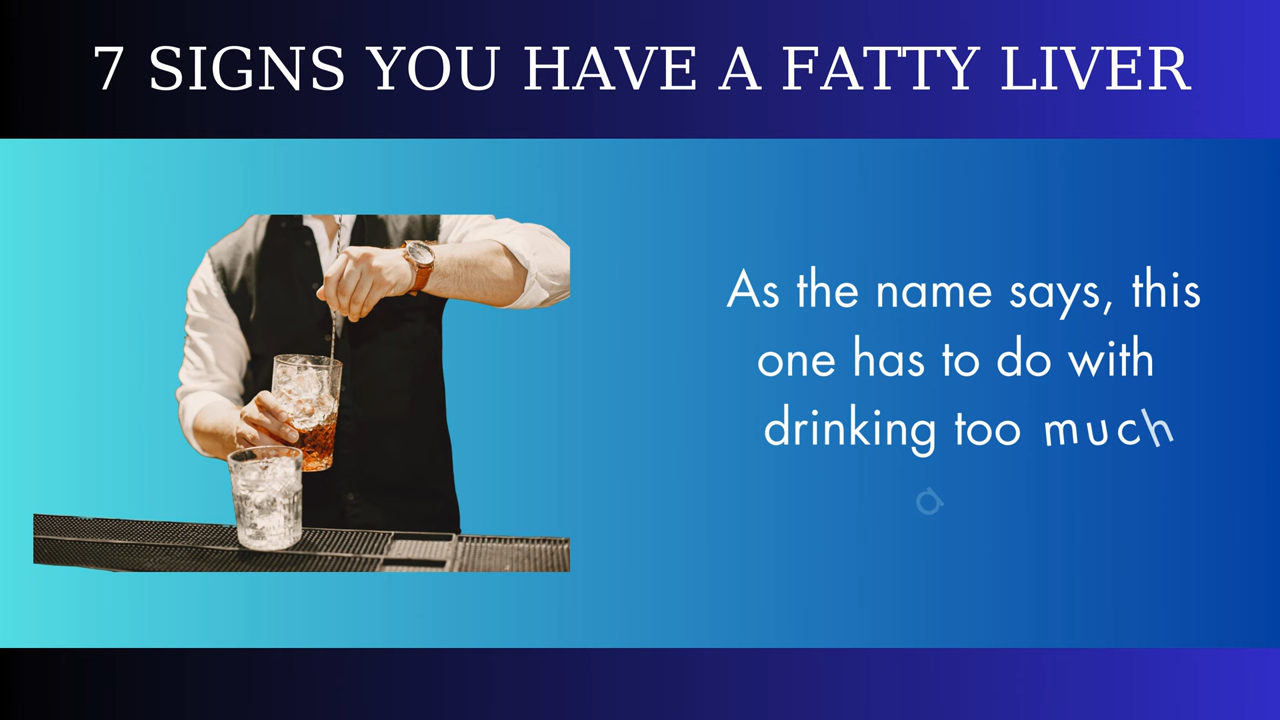 7 SIGNS YOU HAVE A FATTY LIVER
As the name says, this
one has to do with
drinking too much
a